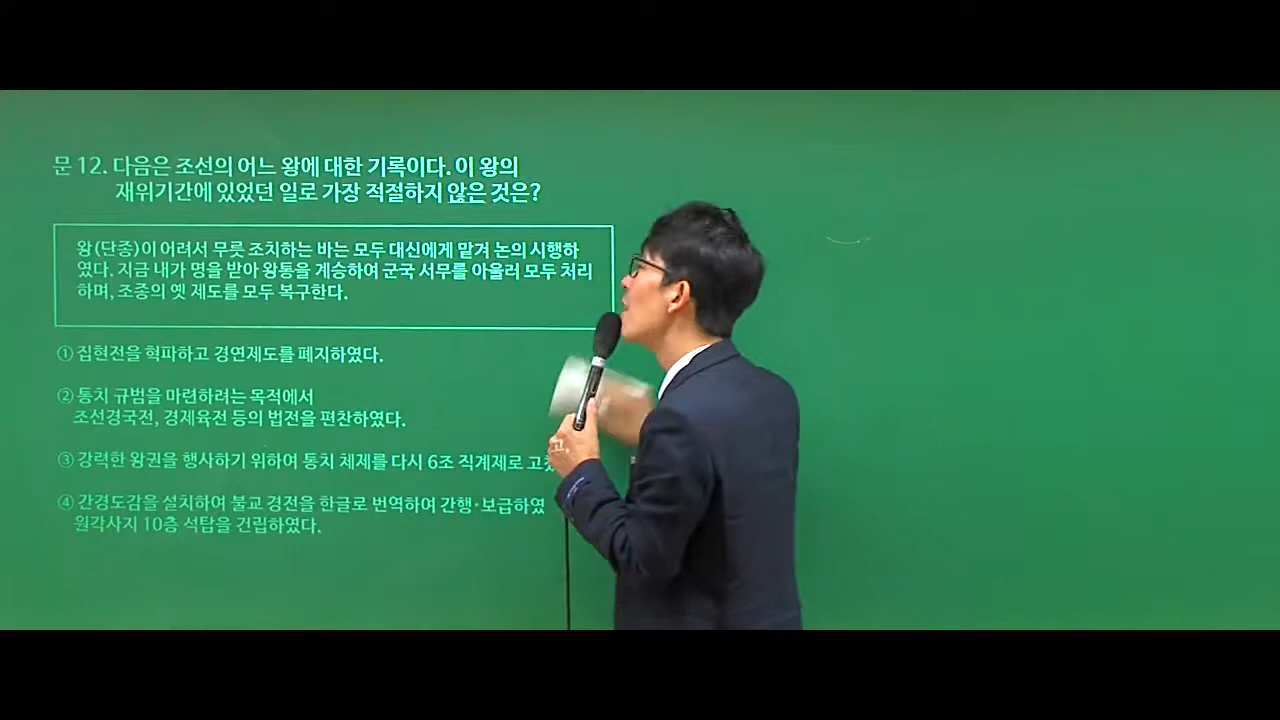 문 12. 다음은 조선의 어느 왕에 대한 기록이다. 이 왕의
재위기간에 있었던 일로 가장 적절하지 않은 것은?
왕(단종)이 어려서 무릇 조치하는 바는 모두 대신에게 맡겨 논의 시행하
였다. 지금 내가 명을 받아 왕통을 계승하여 군국 서무를 아울러 모두 처리
하며, 조종의 옛 제도를 모두 복구한다.
① 집현전을 혁파하고 경연제도를 폐지하였다.
② 통치 규범을 마련하려는 목적에서
조선경국전, 경제육전 등의 법전을 편찬하였다.
③ 강력한 왕권을 행사하기 위하여 통치 체제를 다시 6조 직계제로
④ 간경도감을 설치하여 불교 경전을 한글로 번역하여 간행·보급하였
원각사지 10층 석탑을 건립하였다.